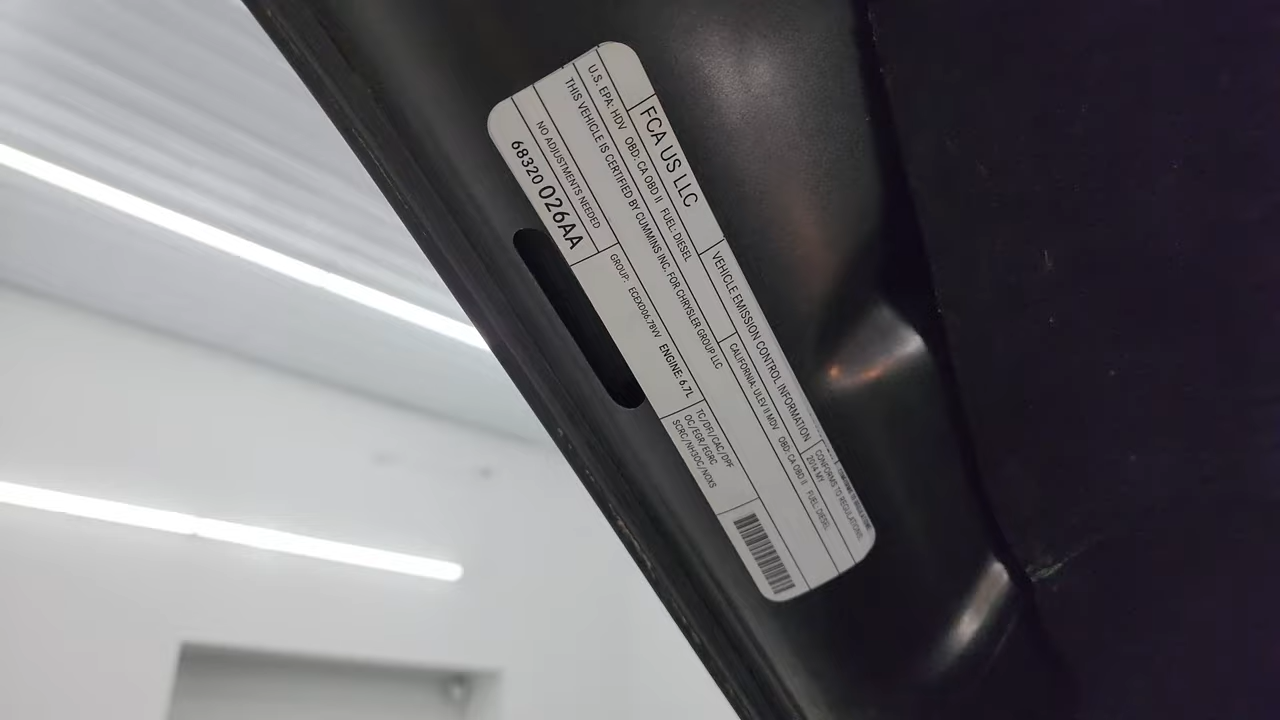 FCA US LLC
VEHICLE EMISSION CONTROL INFORMATION
CONFORMS TO REGULATIONS:
2014 MY
U.S. EPA: HDV OBD: CA OBD II FUEL: DIESEL
CALIFORNIA: ULEV II MDV OBD: CA OBD II FUEL: DIESEL
THIS VEHICLE IS CERTIFIED BY CUMMINS INC. FOR CHRYSLER GROUP LLC
NO ADJUSTMENTS NEEDED
68320026AA
GROUP: ECEXD06.78VV ENGINE: 6.7L
TC/DFI/CAC/DPF
OC/EGR/EGRC
SCRC/NH3OC/NOXS